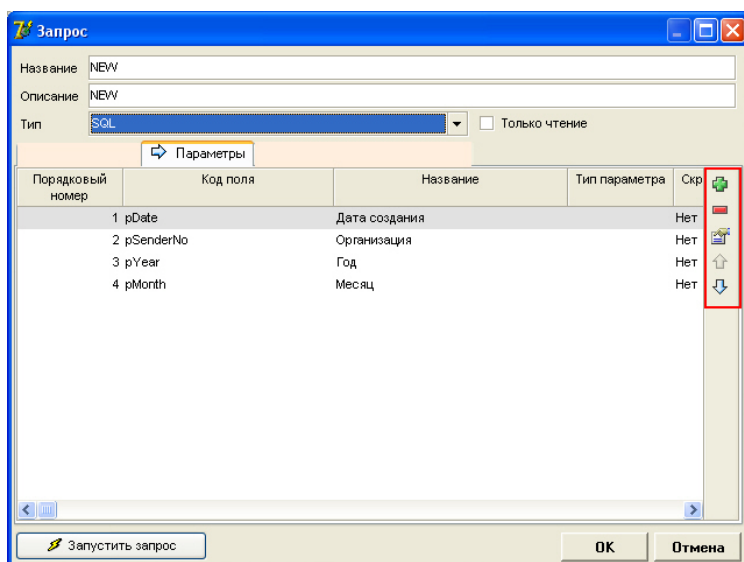 Запрос
Название NEW
Описание NEW
Тип SQL Только чтение
Параметры
Порядковый номер Код поля Название Тип параметра Скр
1 pDate Дата создания Нет
2 pSenderNo Организация Нет
3 pYear Год Нет
4 pMonth Месяц Нет
Запустить запрос OK Отмена